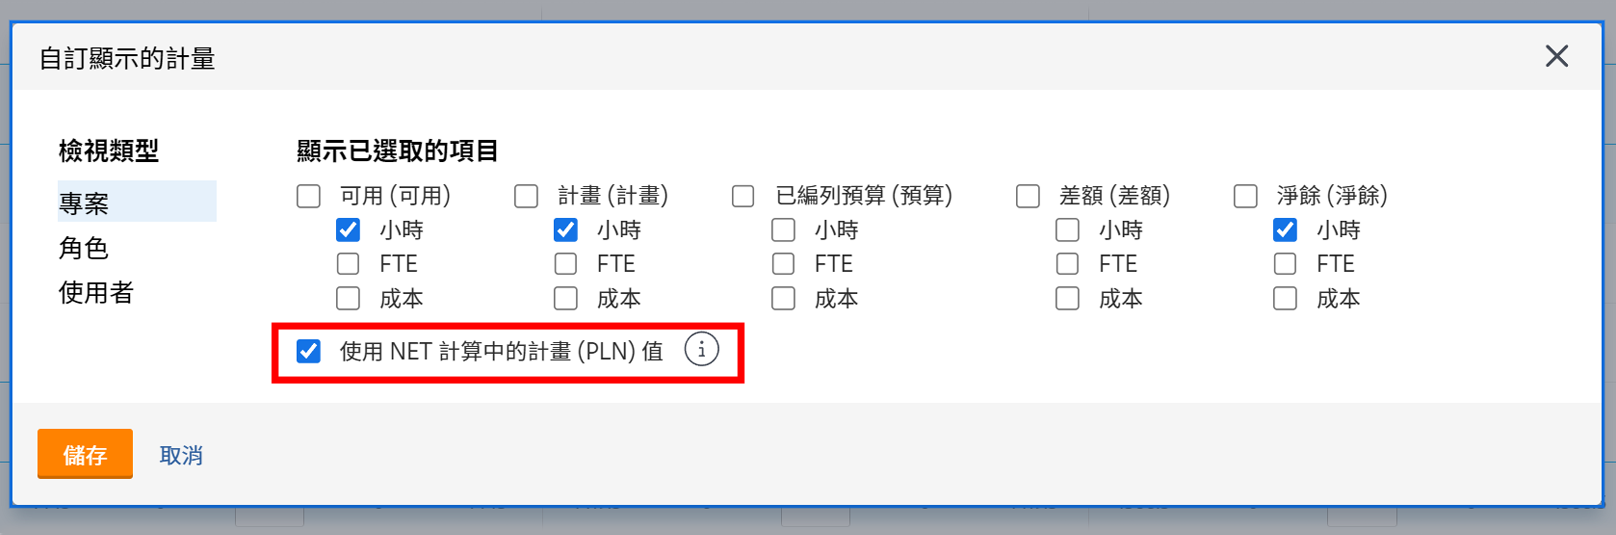 自訂顯示的計量
檢視類型
專案
角色
使用者
顯示已選取的項目
可用 (可用) 計畫 (計畫) 已編列預算 (預算) 差額 (差額) 淨餘 (淨餘)
小時 小時 小時 小時 小時
FTE FTE FTE FTE FTE
成本 成本 成本 成本 成本
使用 NET 計算中的計畫 (PLN) 值
儲存 取消